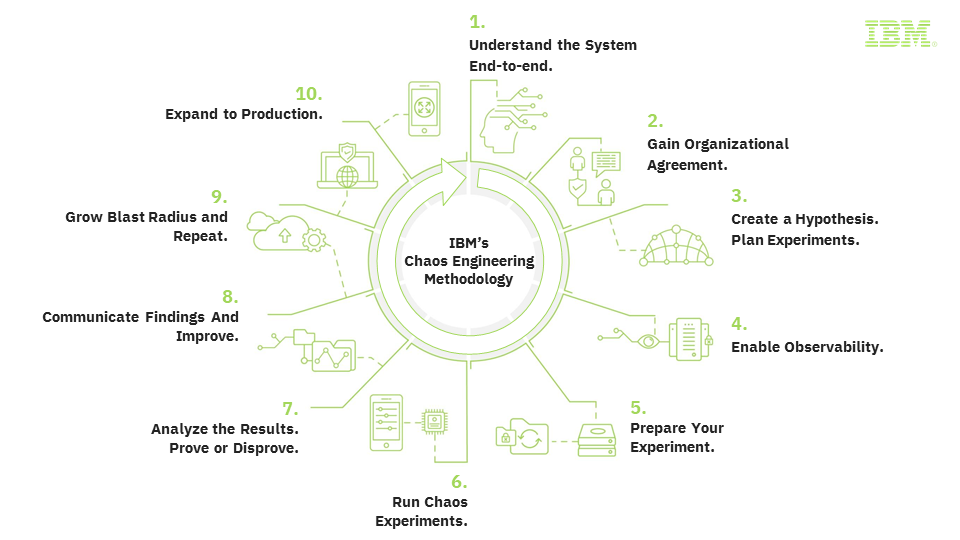 IBM
1.
Understand the System
End-to-end.
2.
Gain Organizational
Agreement.
3.
Create a Hypothesis.
Plan Experiments.
4.
Enable Observability.
5.
Prepare Your
Experiment.
6.
Run Chaos
Experiments.
7.
Analyze the Results.
Prove or Disprove.
8.
Communicate Findings And
Improve.
9.
Grow Blast Radius and
Repeat.
10.
Expand to Production.
IBM's
Chaos Engineering
Methodology